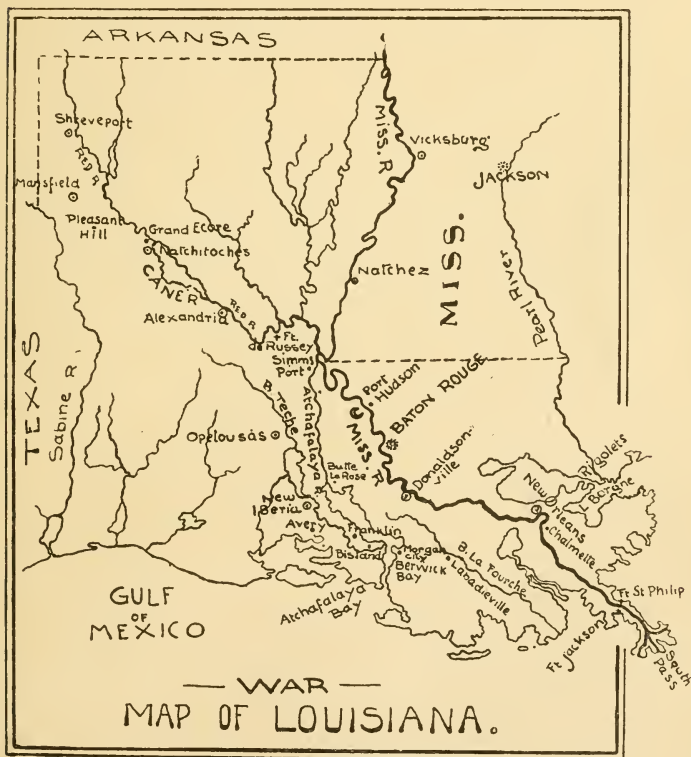 ARKANSAS
Shreveport
RED R.
Mansfield
Pleasant
Hill
Grand Ecore
Natchitoches
CANE R
Alexandria
RED R.
MISS. R
Vicksburg
JACKSON
Natchez
MISS.
Pearl River
+ Ft.
de Russey
Simms
Port
TEXAS
Sabine R.
B. Teche
Atchafalaya R
Opelousas
Port
Hudson
BATON ROUGE
MISS. R
Donaldson-
ville
Butte
La Rose
New
Iberia
Avery
Franklin
Bisland
Morgan
City
Berwick
Bay
Atchafalaya
Bay
B. La Fourche
Labadieville
New Orleans
Chalmette
Rigolets
L Borgne
Ft St Philip
Ft Jackson
South
Pass
GULF
OF
MEXICO
— WAR —
MAP OF LOUISIANA.